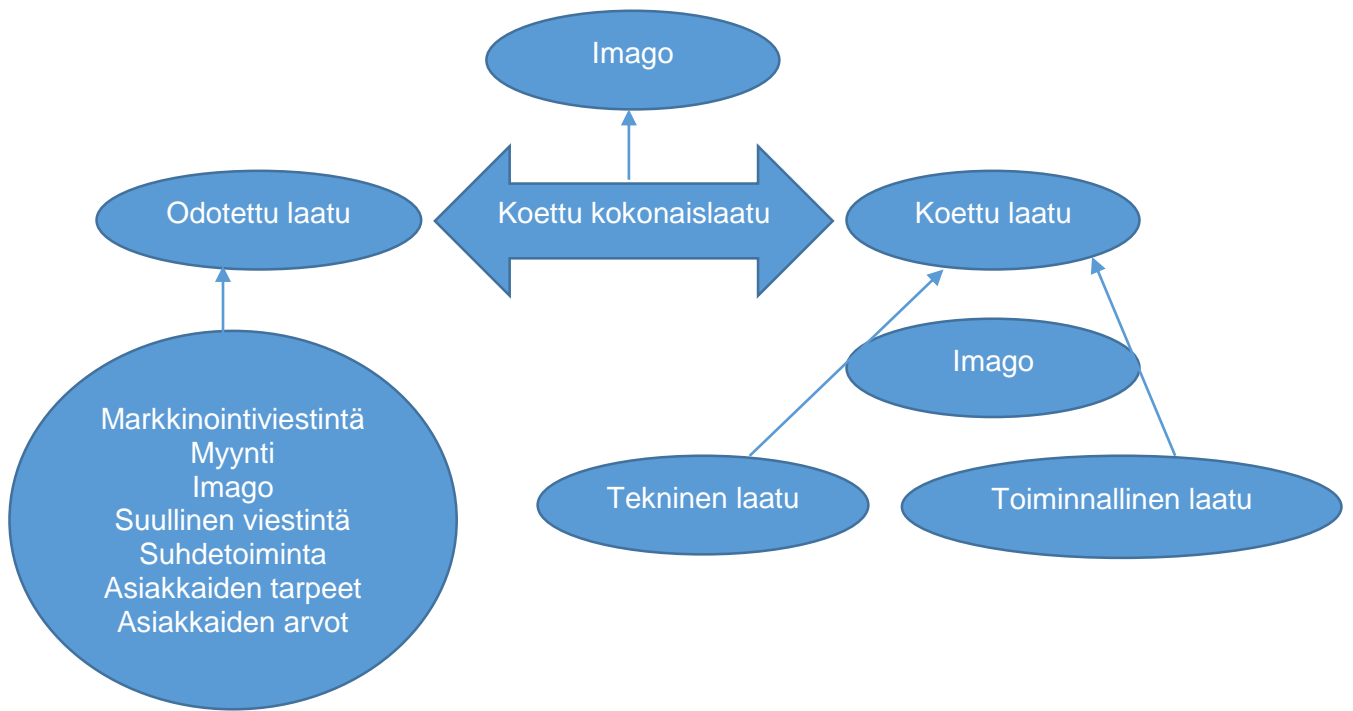 Imago
Odotettu laatu
Koettu kokonaislaatu
Koettu laatu
Imago
Markkinointiviestintä
Myynti
Imago
Suullinen viestintä
Suhdetoiminta
Asiakkaiden tarpeet
Asiakkaiden arvot
Tekninen laatu
Toiminnallinen laatu